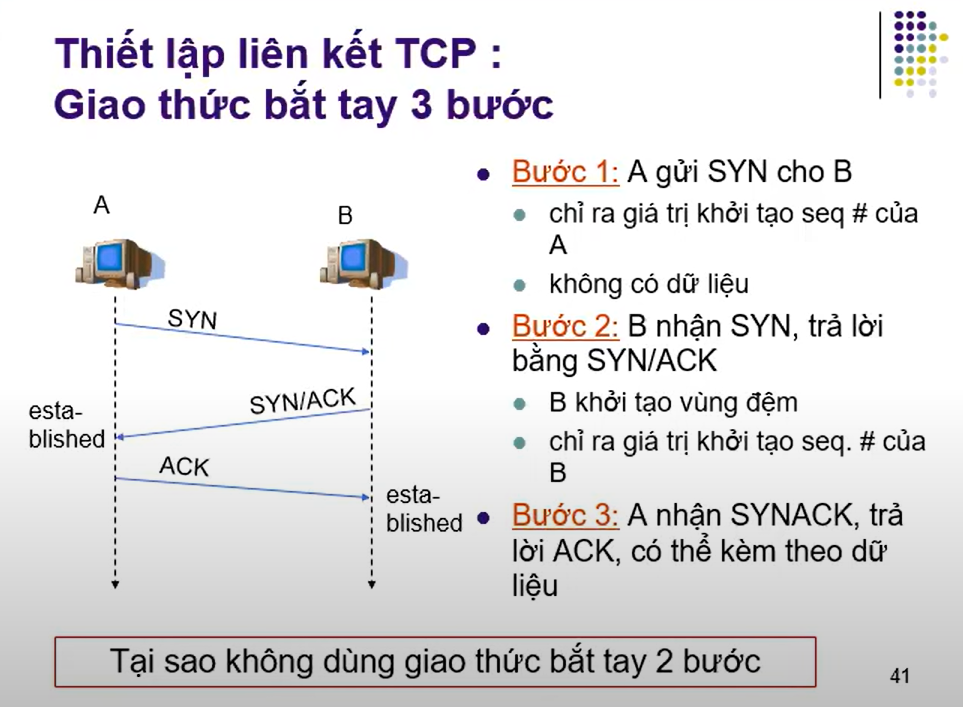 Thiết lập liên kết TCP :
Giao thức bắt tay 3 bước
A
B
SYN
SYN/ACK
esta-
blished
ACK
esta-
blished
Bước 1: A gửi SYN cho B
chỉ ra giá trị khởi tạo seq # của
A
không có dữ liệu
Bước 2: B nhận SYN, trả lời
bằng SYN/ACK
B khởi tạo vùng đệm
chỉ ra giá trị khởi tạo seq. # của
B
Bước 3: A nhận SYNACK, trả
lời ACK, có thể kèm theo dữ
liệu
Tại sao không dùng giao thức bắt tay 2 bước
41